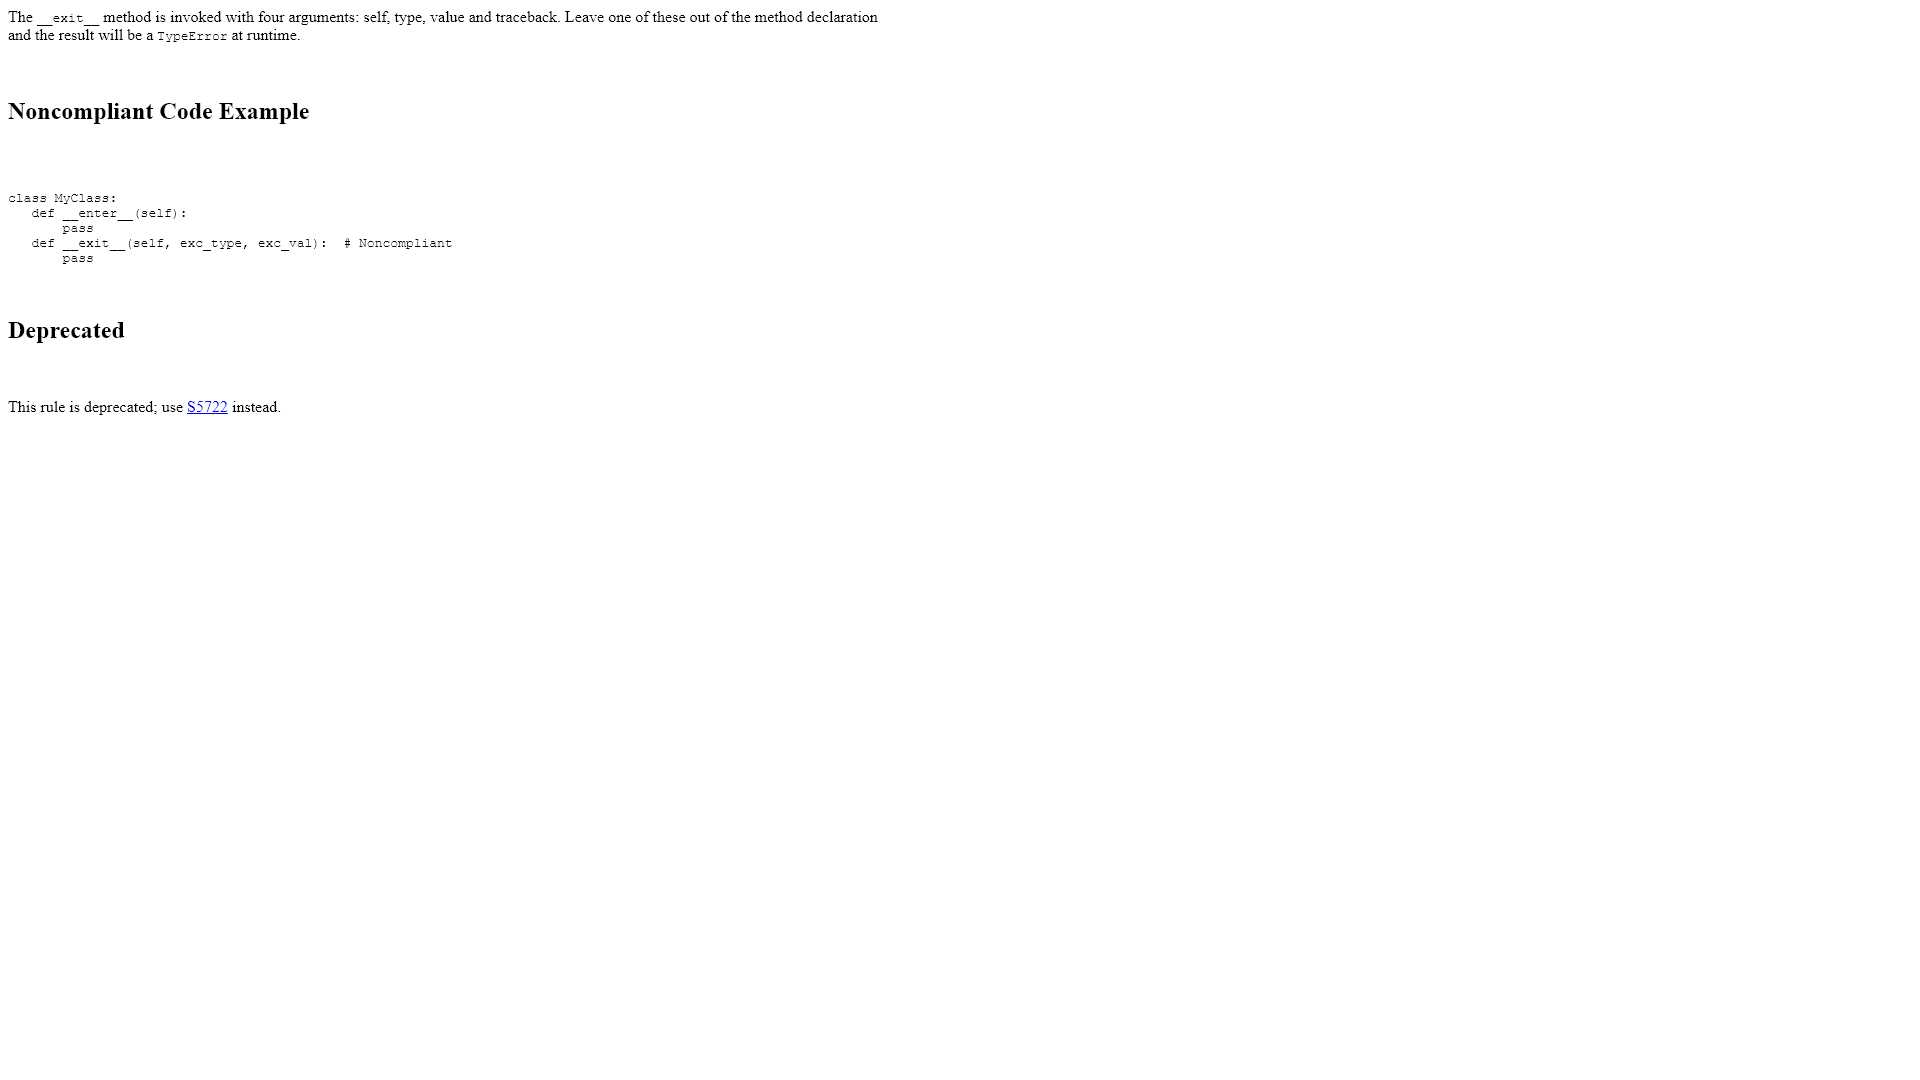 The __exit__ method is invoked with four arguments: self, type, value and traceback. Leave one of these out of the method declaration
and the result will be a TypeError at runtime.
Noncompliant Code Example
class MyClass:
   def __enter__(self):
       pass
   def __exit__(self, exc_type, exc_val):  # Noncompliant
       pass
Deprecated
This rule is deprecated; use S5722 instead.